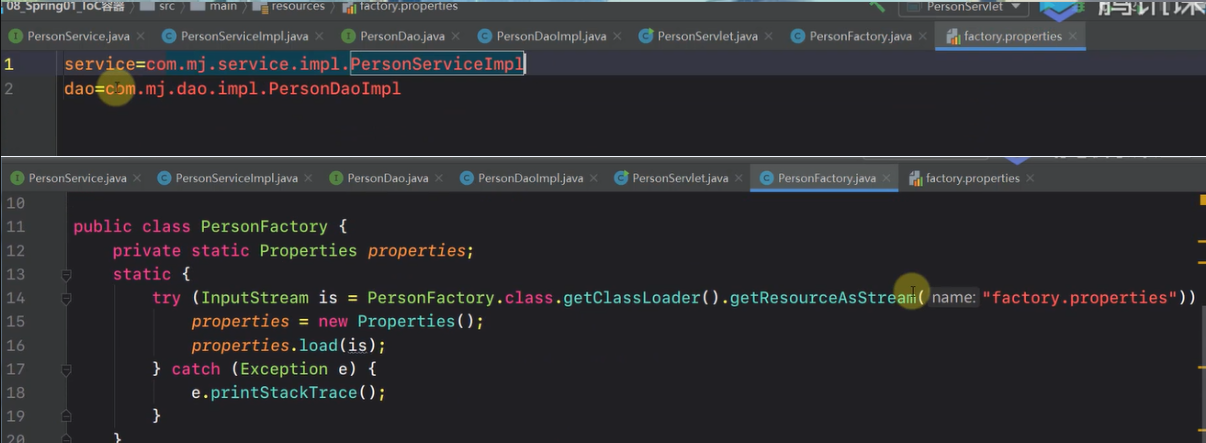 08_Spring01_IoC容器 src main resources factory.properties PersonServlet 腾讯课
PersonService.java PersonServiceImpl.java PersonDao.java PersonDaoImpl.java PersonServlet.java PersonFactory.java factory.properties
1 service=com.mj.service.impl.PersonServiceImpl
2 dao=com.mj.dao.impl.PersonDaoImpl
PersonService.java PersonServiceImpl.java PersonDao.java PersonDaoImpl.java PersonServlet.java PersonFactory.java factory.properties
10
11 public class PersonFactory {
12 private static Properties properties;
13 static {
14 try (InputStream is = PersonFactory.class.getClassLoader().getResourceAsStream( name: "factory.properties"))
15 properties = new Properties();
16 properties.load(is);
17 } catch (Exception e) {
18 e.printStackTrace();
19 }
20 }